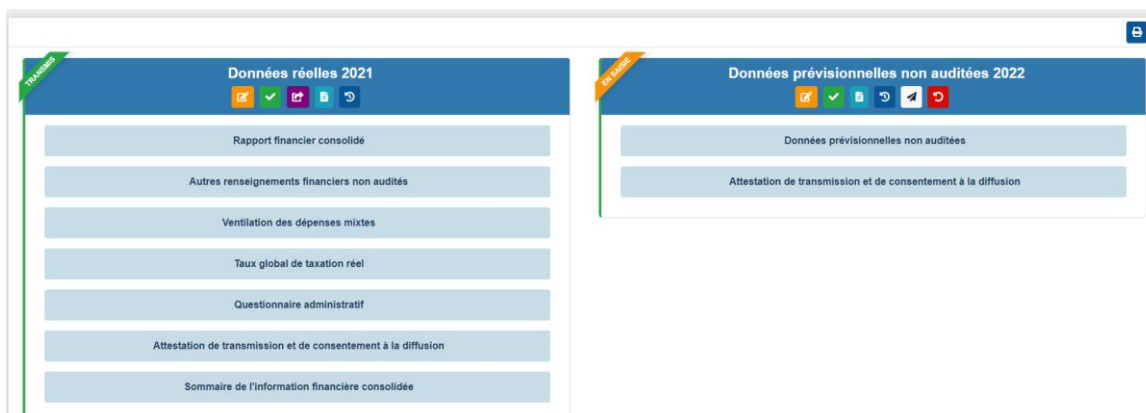 TRANSMIS
Données réelles 2021
Rapport financier consolidé
Autres renseignements financiers non audités
Ventilation des dépenses mixtes
Taux global de taxation réel
Questionnaire administratif
Attestation de transmission et de consentement à la diffusion
Sommaire de l'information financière consolidée
EN SAISIE
Données prévisionnelles non auditées 2022
Données prévisionnelles non auditées
Attestation de transmission et de consentement à la diffusion